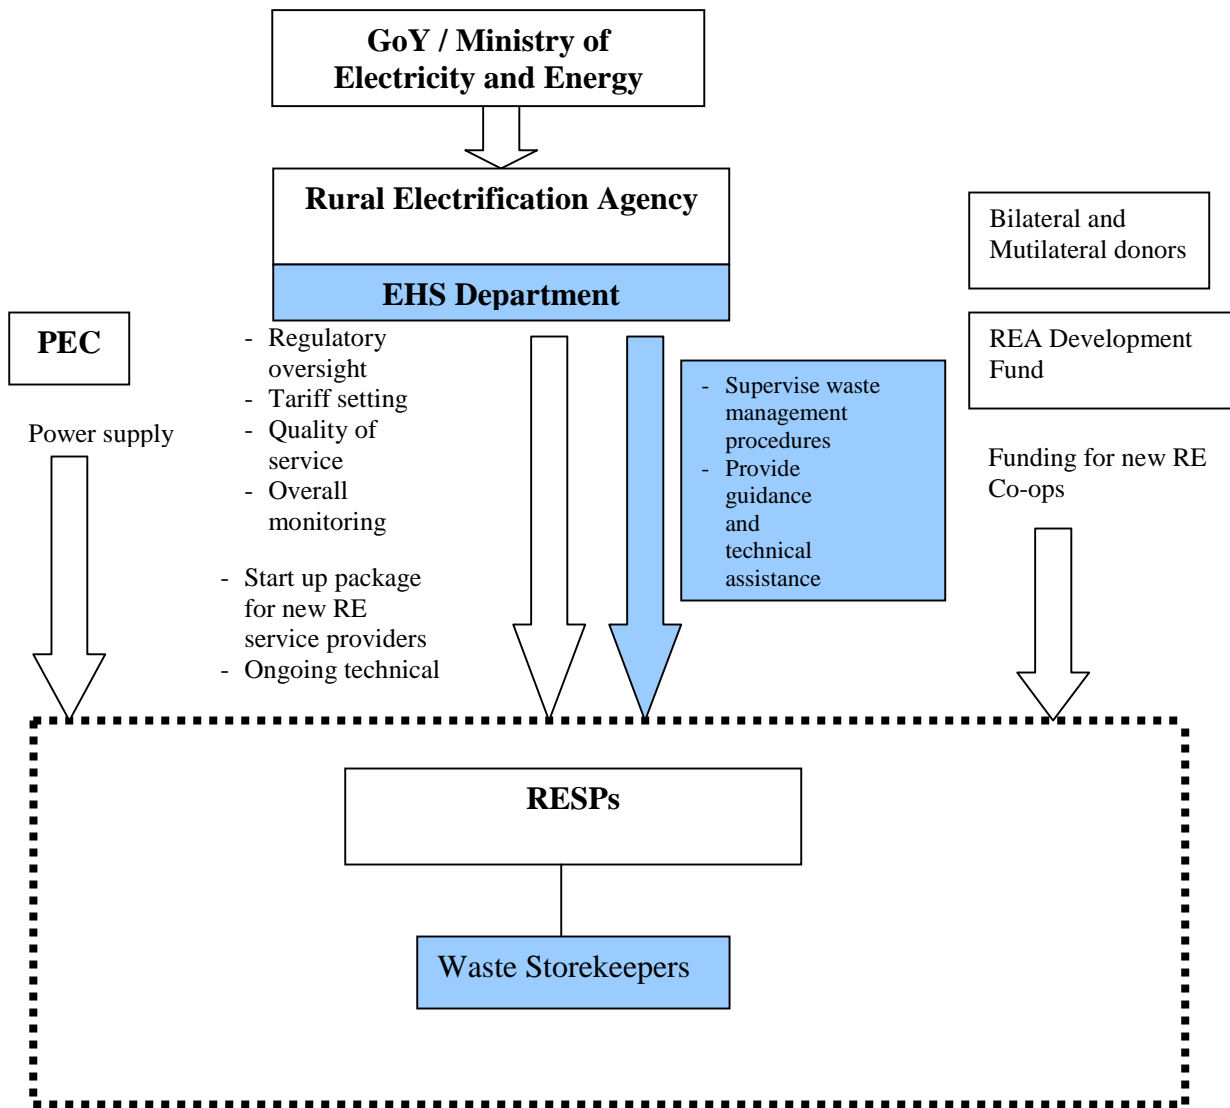 GoY / Ministry of
Electricity and Energy
Rural Electrification Agency
EHS Department
PEC
Power supply
- Regulatory
oversight
- Tariff setting
- Quality of
service
- Overall
monitoring
- Start up package
for new RE
service providers
- Ongoing technical
- Supervise waste
management
procedures
- Provide
guidance
and
technical
assistance
Bilateral and
Mutilateral donors
REA Development
Fund
Funding for new RE
Co-ops
RESPs
Waste Storekeepers